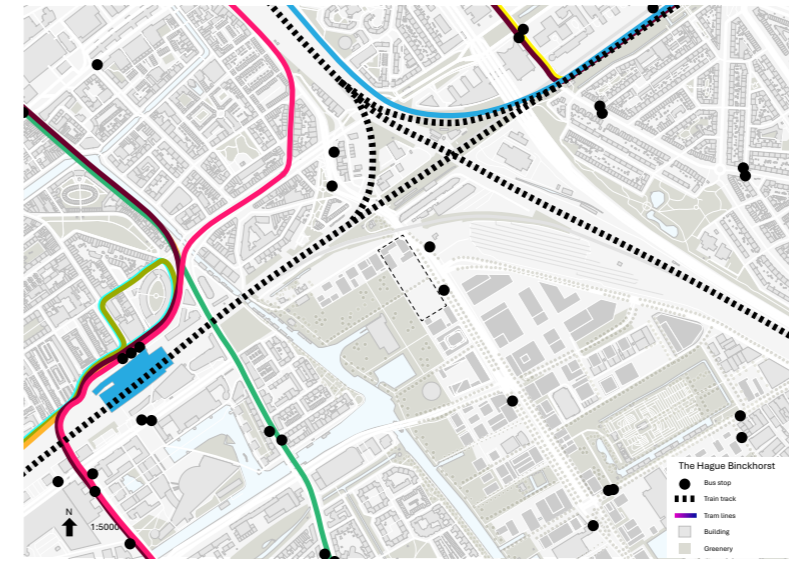 The Hague Binckhorst
Bus stop
Train track
Tram lines
Building
Greenery
N
1:5000